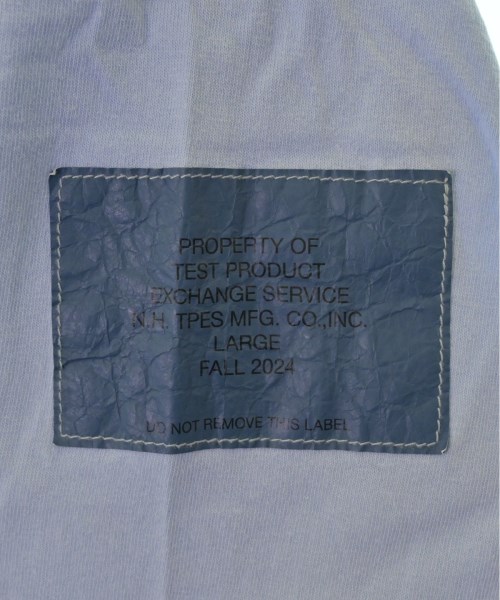 PROPERTY OF
TEST PRODUCT
EXCHANGE SERVICE
N.H. TPES MFG. CO.,INC.
LARGE
FALL 2024
DO NOT REMOVE THIS LABEL